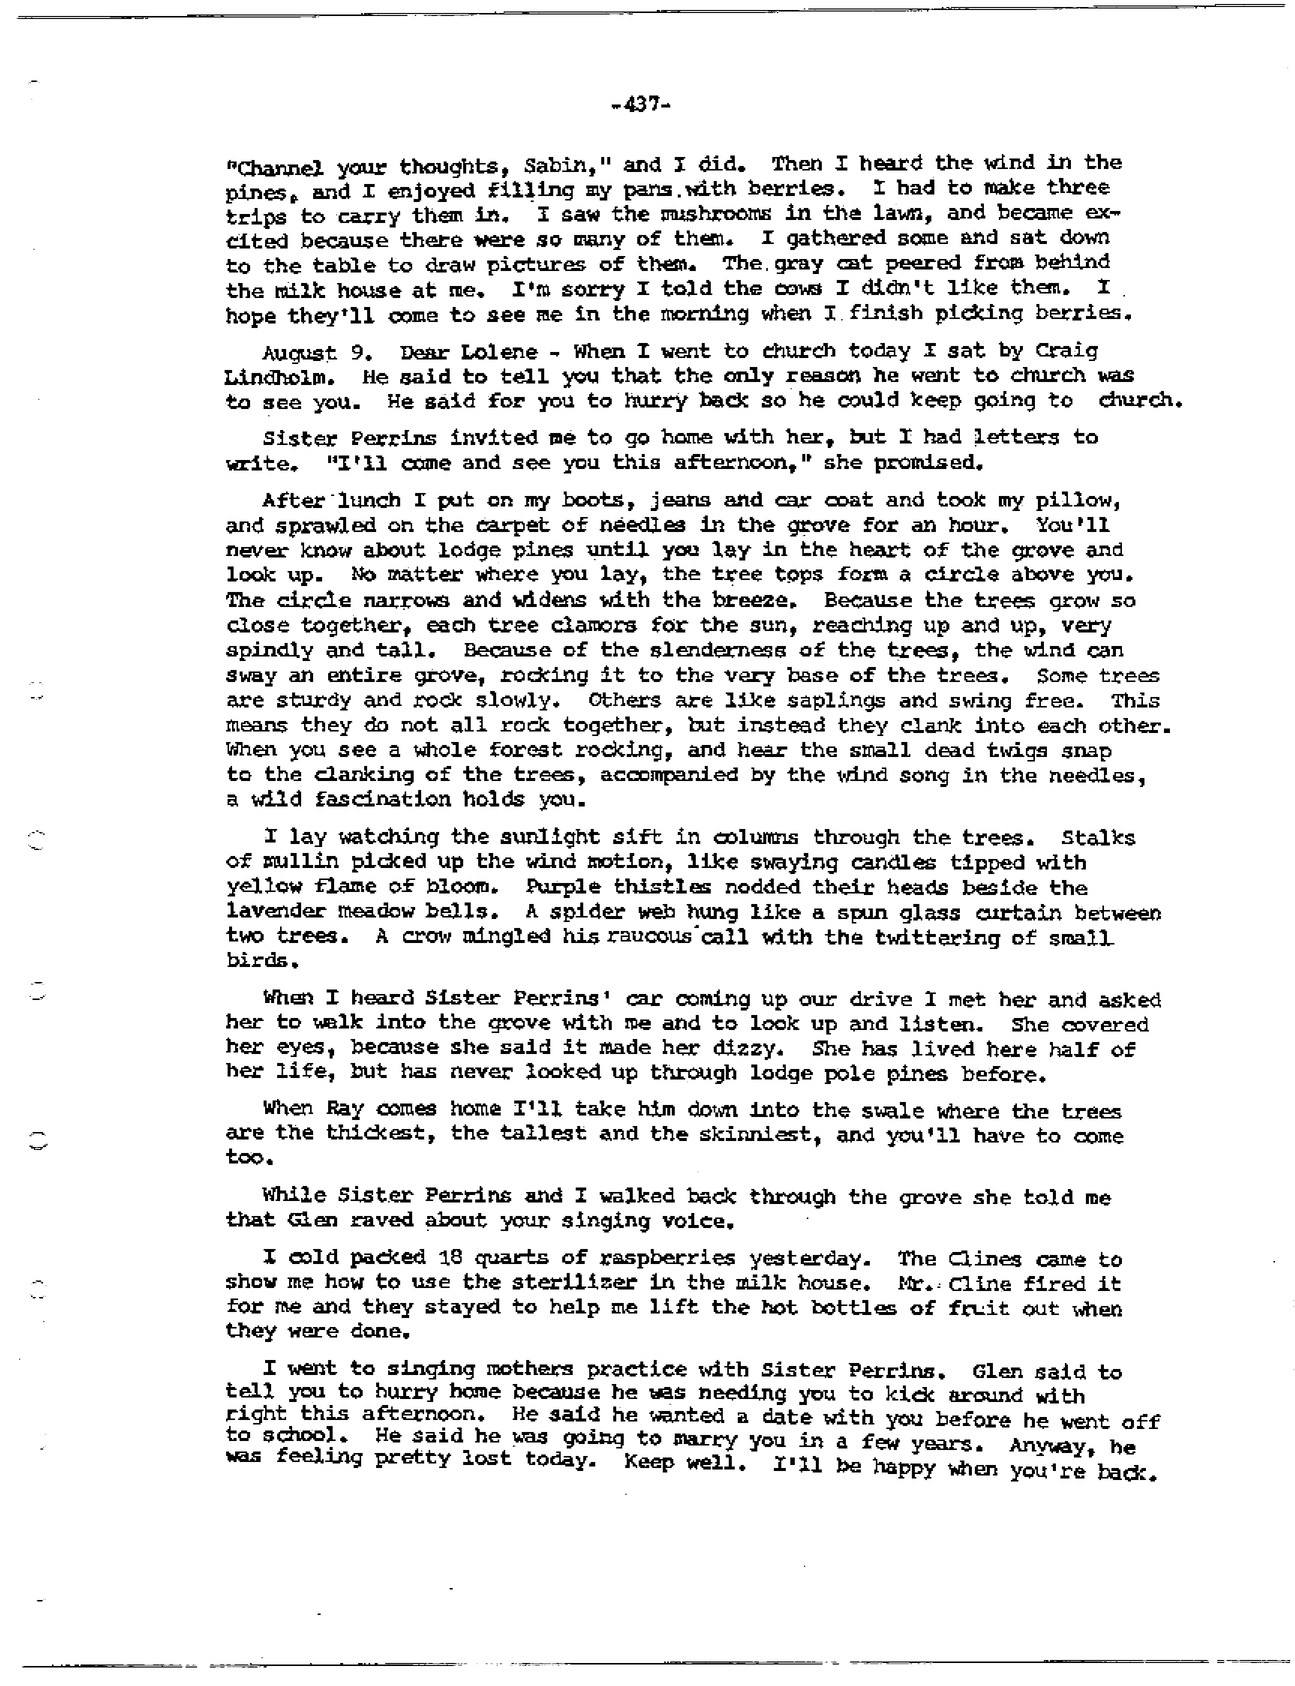 -437-
"Channel your thoughts, Sabin," and I did. Then I heard the wind in the
pines, and I enjoyed filling my pans with berries. I had to make three
trips to carry them in. I saw the mushrooms in the lawn, and became ex-
cited because there were so many of them. I gathered some and sat down
to the table to draw pictures of them. The gray cat peered from behind
the milk house at me. I'm sorry I told the cows I didn't like them. I
hope they'll come to see me in the morning when I finish picking berries.
August 9. Dear Lolene - When I went to church today I sat by Craig
Lindholm. He said to tell you that the only reason he went to church was
to see you. He said for you to hurry back so he could keep going to church.
Sister Perrins invited me to go home with her, but I had letters to
write. "I'll come and see you this afternoon," she promised.
After lunch I put on my boots, jeans and car coat and took my pillow,
and sprawled on the carpet of needles in the grove for an hour. You'll
never know about lodge pines until you lay in the heart of the grove and
look up. No matter where you lay, the tree tops form a circle above you.
The circle narrows and widens with the breeze. Because the trees grow so
close together, each tree clamors for the sun, reaching up and up, very
spindly and tall. Because of the slenderness of the trees, the wind can
sway an entire grove, rocking it to the very base of the trees. Some trees
are sturdy and rock slowly. Others are like saplings and swing free. This
means they do not all rock together, but instead they clank into each other.
When you see a whole forest rocking, and hear the small dead twigs snap
to the clanking of the trees, accompanied by the wind song in the needles,
a wild fascination holds you.
I lay watching the sunlight sift in columns through the trees. Stalks
of mullin picked up the wind motion, like swaying candles tipped with
yellow flame of bloom. Purple thistles nodded their heads beside the
lavender meadow bells. A spider web hung like a spun glass curtain between
two trees. A crow mingled his raucous call with the twittering of small
birds.
When I heard Sister Perrins' car coming up our drive I met her and asked
her to walk into the grove with me and to look up and listen. She covered
her eyes, because she said it made her dizzy. She has lived here half of
her life, but has never looked up through lodge pole pines before.
When Ray comes home I'll take him down into the swale where the trees
are the thickest, the tallest and the skinniest, and you'll have to come
too.
While Sister Perrins and I walked back through the grove she told me
that Glen raved about your singing voice.
I cold packed 18 quarts of raspberries yesterday. The Clines came to
show me how to use the sterilizer in the milk house. Mr. Cline fired it
for me and they stayed to help me lift the hot bottles of fruit out when
they were done.
I went to singing mothers practice with Sister Perrins. Glen said to
tell you to hurry home because he was needing you to kick around with
right this afternoon. He said he wanted a date with you before he went off
to school. He said he was going to marry you in a few years. Anyway, he
was feeling pretty lost today. Keep well. I'll be happy when you're back.